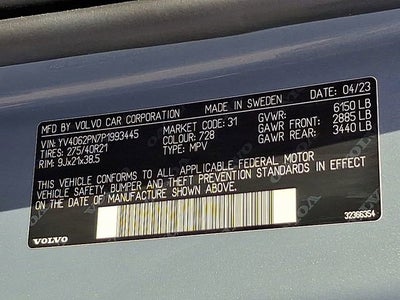 MFD BY VOLVO CAR CORPORATION MADE IN SWEDEN DATE: 04/23
VIN: YV4062PN7P1993445 MARKET: 31 GVWR: 6150 LB
TIRES: 275/40R21 COLOUR: 728 GAWR FRONT: 2885 LB
RIM: 9Jx21x38.5 TYPE: MPV GAWR REAR: 3440 LB
THIS VEHICLE CONFORMS TO ALL APPLICABLE FEDERAL MOTOR
VEHICLE SAFETY, BUMPER AND THEFT PREVENTION STANDARDS IN EFFECT
ON THE DATE OF MANUFACTURE SHOWN ABOVE.
VOLVO 32366354